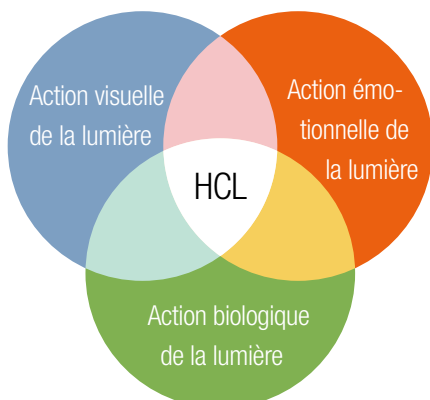 Action visuelle
de la lumière
Action émo-
tionnelle de
la lumière
HCL
Action biologique
de la lumière